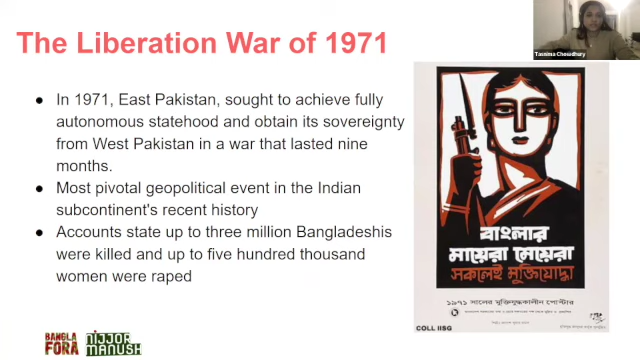 The Liberation War of 1971
Tasnima Chowdhury
● In 1971, East Pakistan, sought to achieve fully
autonomous statehood and obtain its sovereignty
from West Pakistan in a war that lasted nine
months.
● Most pivotal geopolitical event in the Indian
subcontinent's recent history
● Accounts state up to three million Bangladeshis
were killed and up to five hundred thousand
women were raped
বাংলার
মায়েরা মেয়েরা
সকলেই মুক্তিযোদ্ধা
১৯৭১ সালের মুক্তিযুদ্ধকালীন পোস্টার
COLL IISG
BANGLA
FORA
NIJJOR
MANUSH